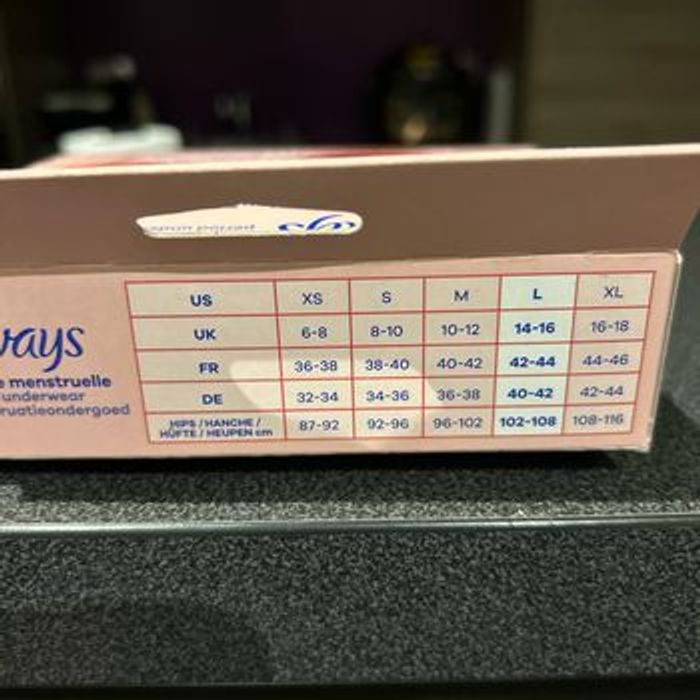 ways
e menstruelle
underwear
ruatieondergoed
US XS S M L XL
UK 6-8 8-10 10-12 14-16 16-18
FR 36-38 38-40 40-42 42-44 44-46
DE 32-34 34-36 36-38 40-42 42-44
HIPS / HANCHE / HÜFTE / HEUPEN cm 87-92 92-96 96-102 102-108 108-116